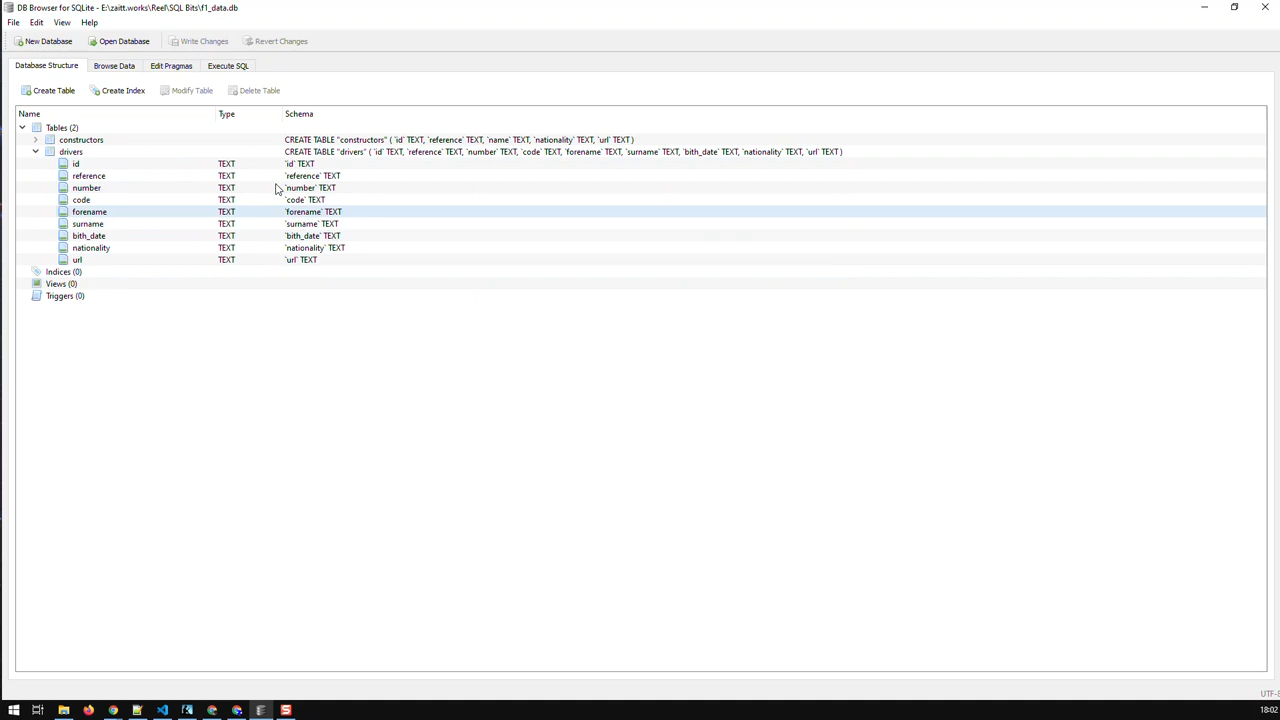 DB Browser for SQLite - E:\zaitt.works\Reel\SQL Bits\f1_data.db
File Edit View Help
New Database Open Database Write Changes Revert Changes
Database Structure Browse Data Edit Pragmas Execute SQL
Create Table Create Index Modify Table Delete Table
Name Type Schema
Tables (2)
constructors CREATE TABLE "constructors" ( `id` TEXT, `reference` TEXT, `name` TEXT, `nationality` TEXT, `url` TEXT )
drivers CREATE TABLE "drivers" ( `id` TEXT, `reference` TEXT, `number` TEXT, `code` TEXT, `forename` TEXT, `surname` TEXT, `bith_date` TEXT, `nationality` TEXT, `url` TEXT )
id TEXT `id` TEXT
reference TEXT `reference` TEXT
number TEXT `number` TEXT
code TEXT `code` TEXT
forename TEXT `forename` TEXT
surname TEXT `surname` TEXT
bith_date TEXT `bith_date` TEXT
nationality TEXT `nationality` TEXT
url TEXT `url` TEXT
Indices (0)
Views (0)
Triggers (0)
UTF-8
18:02